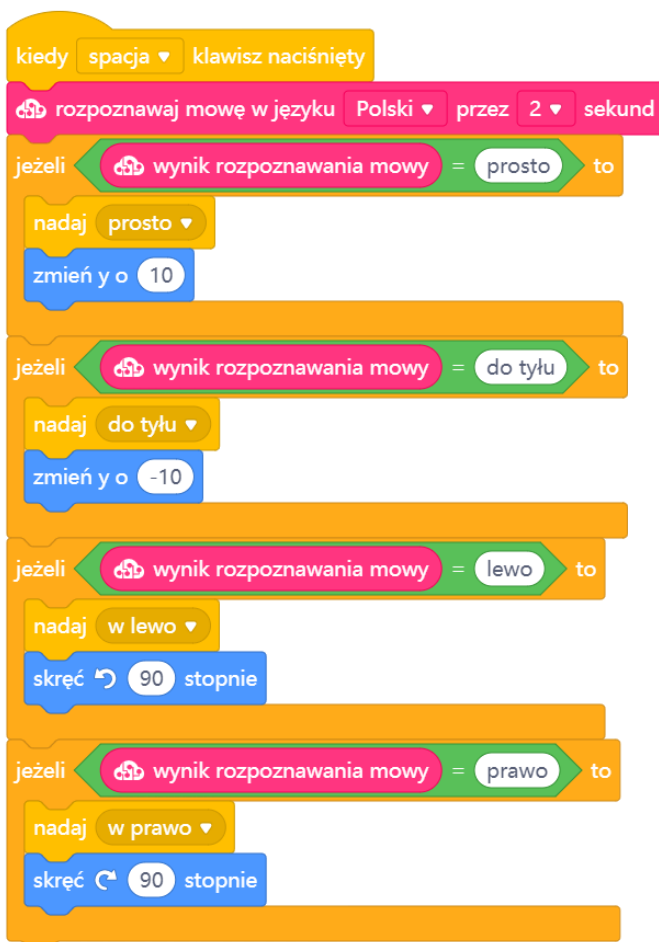 kiedy spacja klawisz naciśnięty
rozpoznawaj mowę w języku Polski przez 2 sekund
jeżeli wynik rozpoznawania mowy = prosto to
nadaj prosto
zmień y o 10
jeżeli wynik rozpoznawania mowy = do tyłu to
nadaj do tyłu
zmień y o -10
jeżeli wynik rozpoznawania mowy = lewo to
nadaj w lewo
skręć 90 stopnie
jeżeli wynik rozpoznawania mowy = prawo to
nadaj w prawo
skręć 90 stopnie